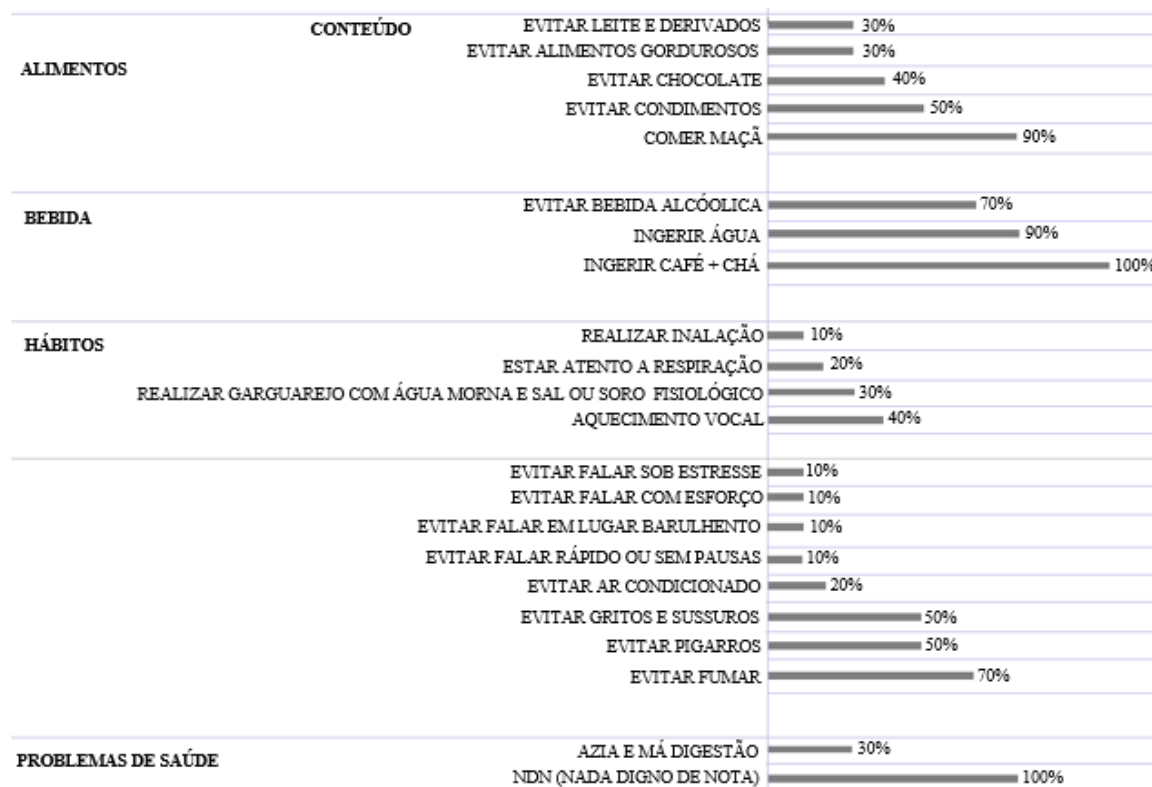 CONTEÚDO
ALIMENTOS
EVITAR LEITE E DERIVADOS 30%
EVITAR ALIMENTOS GORDUROSOS 30%
EVITAR CHOCOLATE 40%
EVITAR CONDIMENTOS 50%
COMER MAÇÃ 90%
BEBIDA
EVITAR BEBIDA ALCÓOLICA 70%
INGERIR ÁGUA 90%
INGERIR CAFÉ + CHÁ 100%
HÁBITOS
REALIZAR INALAÇÃO 10%
ESTAR ATENTO A RESPIRAÇÃO 20%
REALIZAR GARGUAREJO COM ÁGUA MORNA E SAL OU SORO FISIOLÓGICO 30%
AQUECIMENTO VOCAL 40%
EVITAR FALAR SOB ESTRESSE 10%
EVITAR FALAR COM ESFORÇO 10%
EVITAR FALAR EM LUGAR BARULHENTO 10%
EVITAR FALAR RÁPIDO OU SEM PAUSAS 10%
EVITAR AR CONDICIONADO 20%
EVITAR GRITOS E SUSSUROS 50%
EVITAR PIGARROS 50%
EVITAR FUMAR 70%
PROBLEMAS DE SAÚDE
AZIA E MÁ DIGESTÃO 30%
NDN (NADA DIGNO DE NOTA) 100%